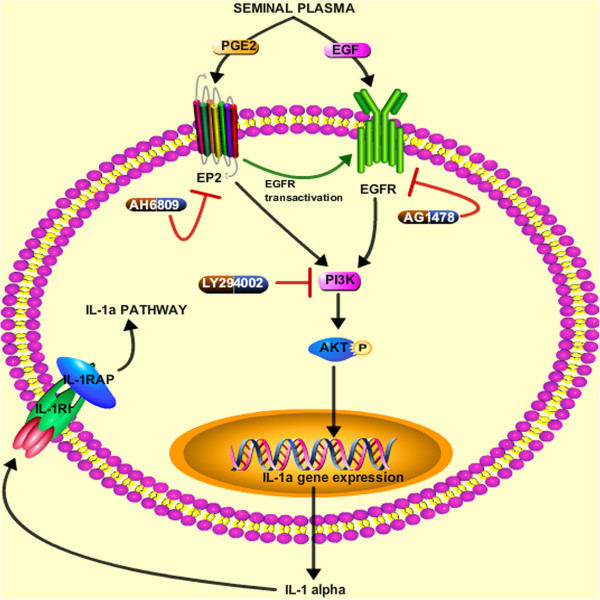 SEMINAL PLASMA
PGE2
EGF
EP2
EGFR
transactivation
EGFR
AH6809
AG1478
LY294002
PI3K
IL-1a PATHWAY
AKT
P
IL-1RAP
IL-1RI
IL-1a gene expression
IL-1 alpha